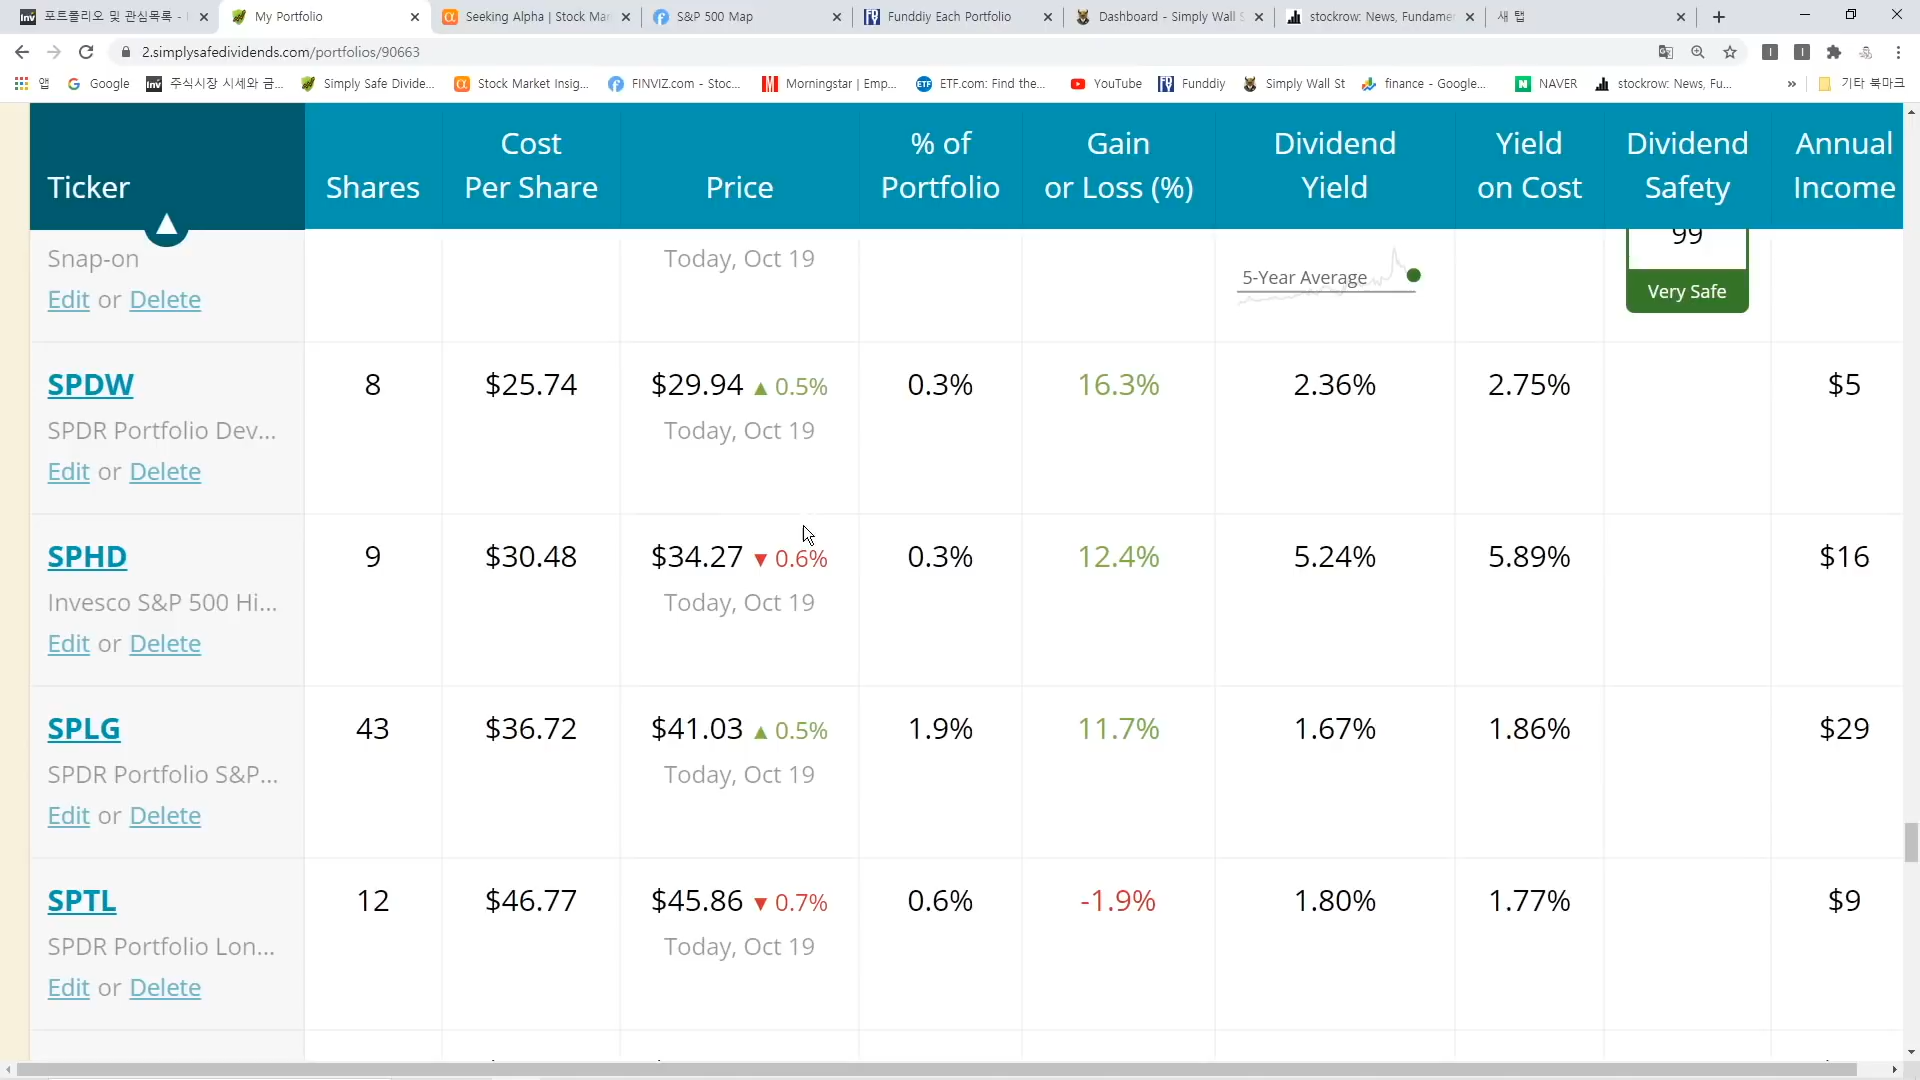 포트폴리오 및 관심목록 -
My Portfolio
Seeking Alpha | Stock Mar
S&P 500 Map
Funddiy Each Portfolio
Dashboard - Simply Wall S
stockrow: News, Fundamen
새 탭
2.simplysafedividends.com/portfolios/90663
앱
Google
주식시장 시세와 금...
Simply Safe Divide...
Stock Market Insig...
FINVIZ.com - Stoc...
Morningstar | Emp...
ETF.com: Find the...
YouTube
Funddiy
Simply Wall St
finance - Google...
NAVER
stockrow: News, Fu...
»
기타 북마크
Ticker
Shares
Cost
Per Share
Price
% of
Portfolio
Gain
or Loss (%)
Dividend
Yield
Yield
on Cost
Dividend
Safety
Annual
Income
Snap-on
Edit or Delete
Today, Oct 19
5-Year Average
99
Very Safe
SPDW 8 $25.74 $29.94 ▲ 0.5% 0.3% 16.3% 2.36% 2.75% $5
SPDR Portfolio Dev... Today, Oct 19
Edit or Delete
SPHD 9 $30.48 $34.27 ▼ 0.6% 0.3% 12.4% 5.24% 5.89% $16
Invesco S&P 500 Hi... Today, Oct 19
Edit or Delete
SPLG 43 $36.72 $41.03 ▲ 0.5% 1.9% 11.7% 1.67% 1.86% $29
SPDR Portfolio S&P... Today, Oct 19
Edit or Delete
SPTL 12 $46.77 $45.86 ▼ 0.7% 0.6% -1.9% 1.80% 1.77% $9
SPDR Portfolio Lon... Today, Oct 19
Edit or Delete